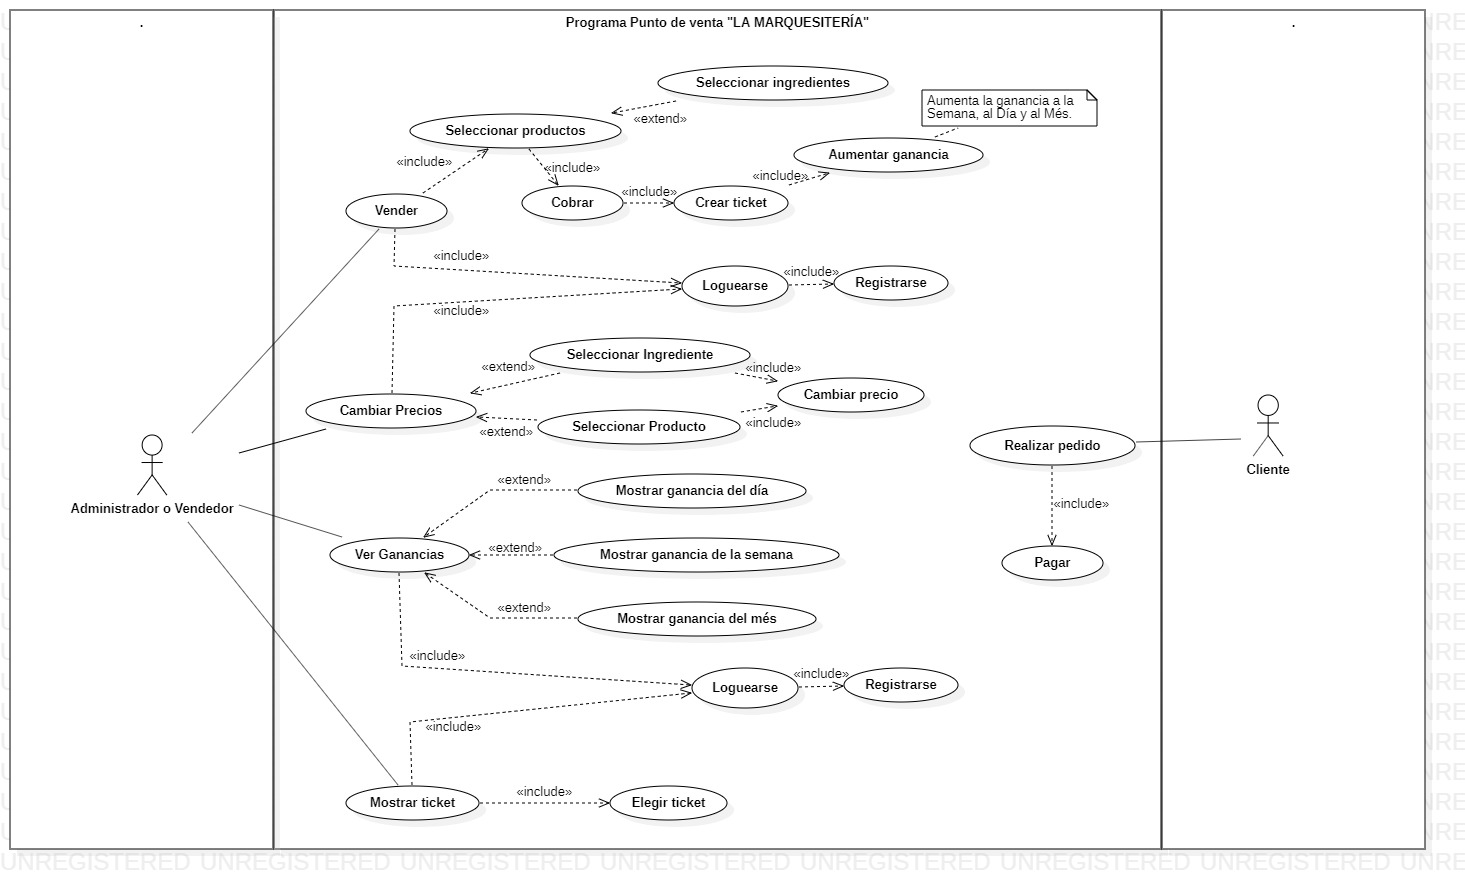 .
Programa Punto de venta "LA MARQUESITERÍA"
.
Seleccionar ingredientes
Aumenta la ganancia a la
Semana, al Día y al Més.
«extend»
Seleccionar productos
«include»
«include»
Aumentar ganancia
«include»
«include»
Cobrar
Crear ticket
Vender
«include»
Loguearse
«include»
Registrarse
«include»
Seleccionar Ingrediente
«extend»
«include»
Cambiar precio
Cambiar Precios
«extend»
Seleccionar Producto
«include»
Realizar pedido
Cliente
Administrador o Vendedor
«extend»
Mostrar ganancia del día
«include»
Ver Ganancias
«extend»
Mostrar ganancia de la semana
Pagar
«extend»
Mostrar ganancia del més
«include»
Loguearse
«include»
Registrarse
«include»
Mostrar ticket
«include»
Elegir ticket
UNREGISTERED UNREGISTERED UNREGISTERED UNREGISTERED UNREGISTERED UNREGISTERED UNREGISTERED UNRE